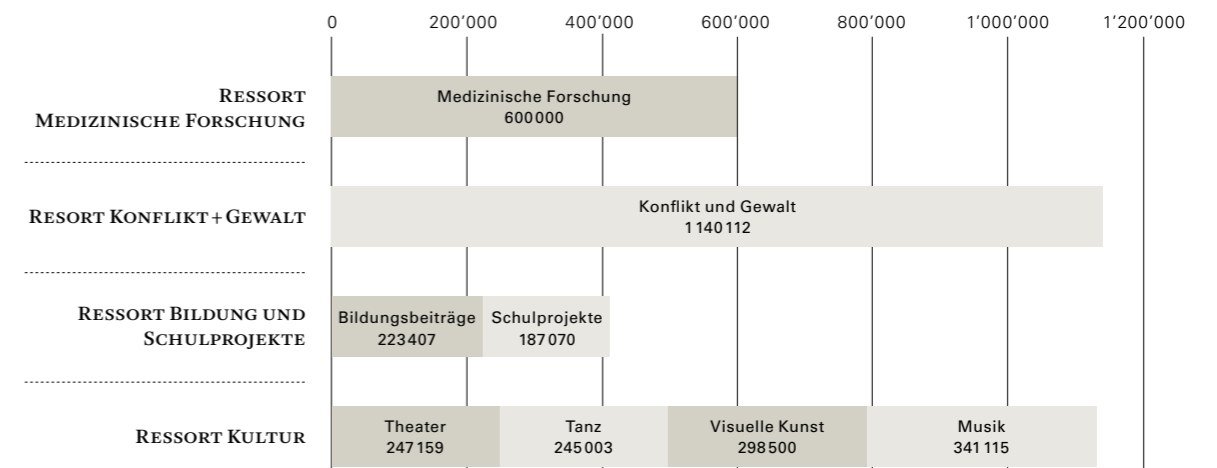 0 200’000 400’000 600’000 800’000 1’000’000 1’200’000
Ressort
Medizinische Forschung
Medizinische Forschung
600000
Resort Konflikt+Gewalt
Konflikt und Gewalt
1140112
Ressort Bildung und
Schulprojekte
Bildungsbeiträge
223407
Schulprojekte
187070
Ressort Kultur
Theater
247159
Tanz
245003
Visuelle Kunst
298500
Musik
341115